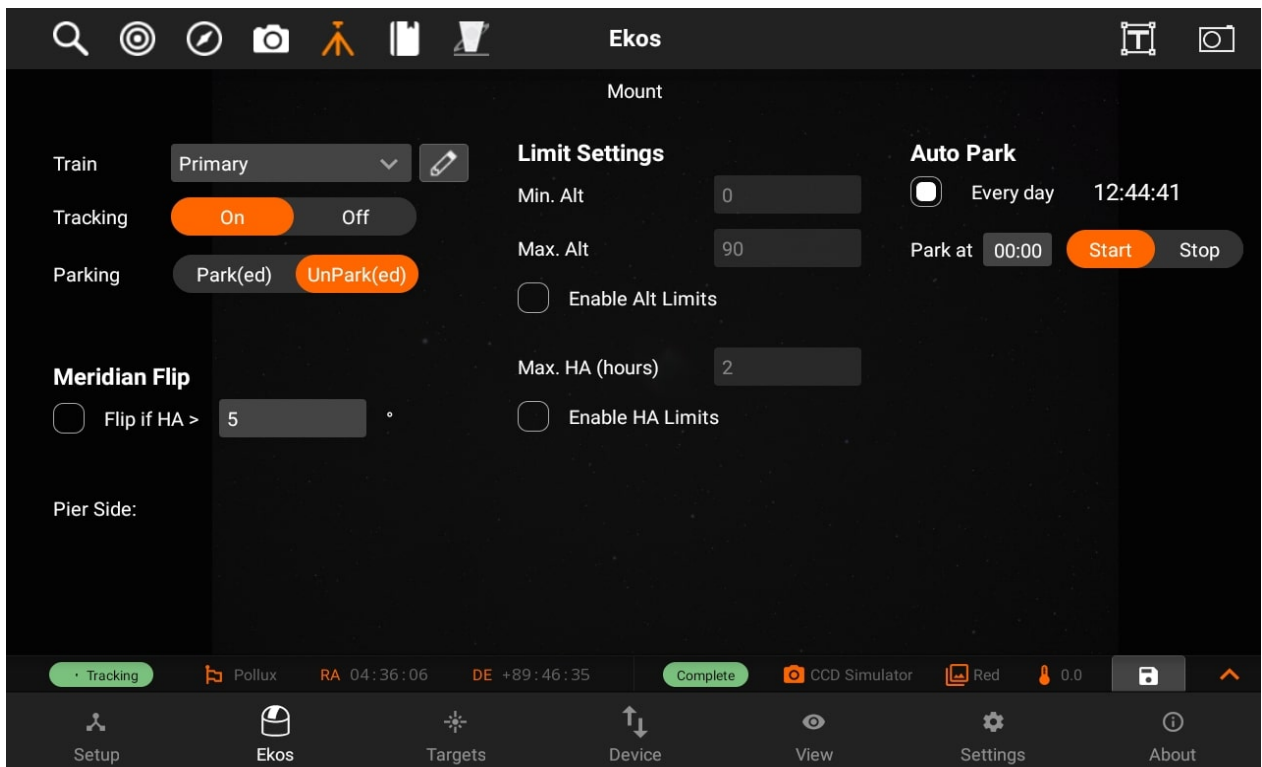 Ekos
Mount
Train Primary
Tracking On Off
Parking Park(ed) UnPark(ed)
Meridian Flip
Flip if HA > 5 °
Pier Side:
Limit Settings
Min. Alt 0
Max. Alt 90
Enable Alt Limits
Max. HA (hours) 2
Enable HA Limits
Auto Park
Every day 12:44:41
Park at 00:00 Start Stop
· Tracking Pollux RA 04:36:06 DE +89:46:35 Complete CCD Simulator Red 0.0
Setup Ekos Targets Device View Settings About